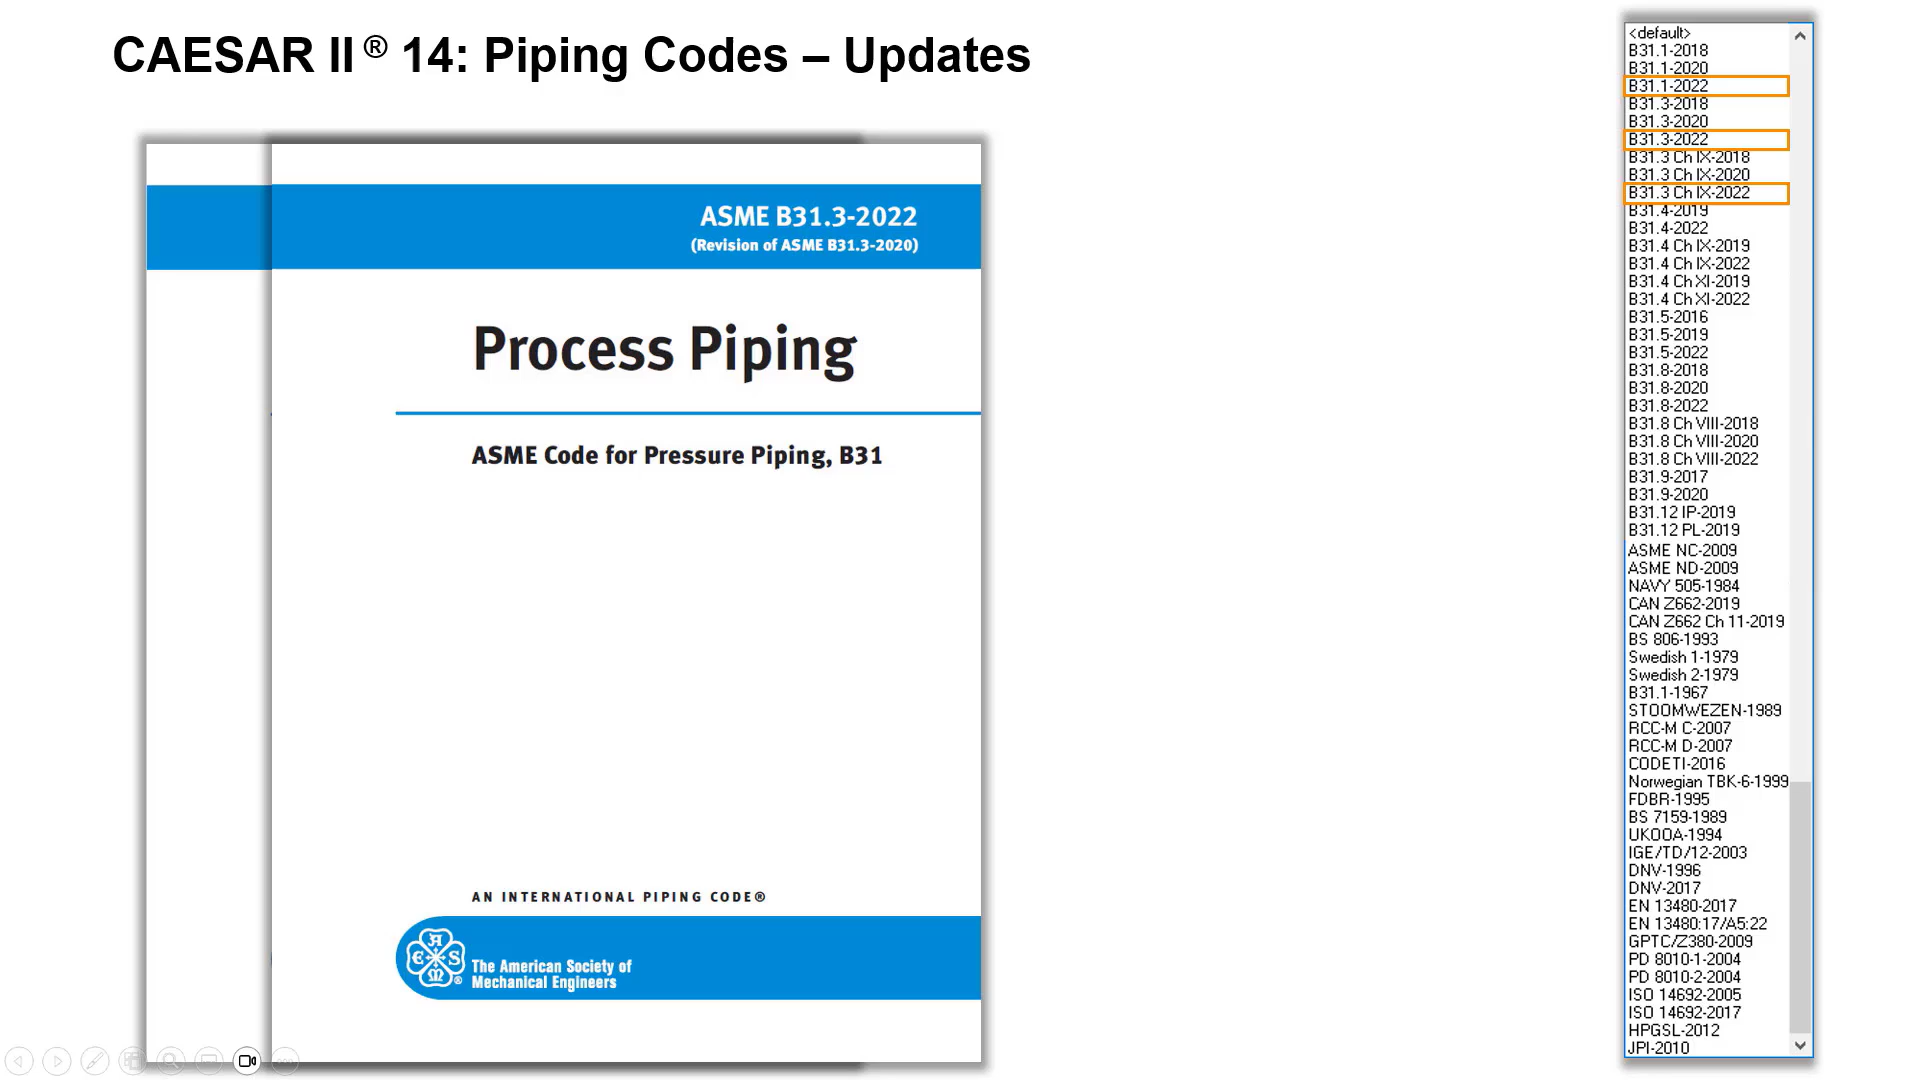 CAESAR II® 14: Piping Codes – Updates
ASME B31.3-2022
(Revision of ASME B31.3-2020)
Process Piping
ASME Code for Pressure Piping, B31
AN INTERNATIONAL PIPING CODE®
A S M E ®
The American Society of
Mechanical Engineers
<default>
B31.1-2018
B31.1-2020
B31.1-2022
B31.3-2018
B31.3-2020
B31.3-2022
B31.3 Ch IX-2018
B31.3 Ch IX-2020
B31.3 Ch IX-2022
B31.4-2019
B31.4-2022
B31.4 Ch IX-2019
B31.4 Ch IX-2022
B31.4 Ch XI-2019
B31.4 Ch XI-2022
B31.5-2016
B31.5-2019
B31.5-2022
B31.8-2018
B31.8-2020
B31.8-2022
B31.8 Ch VIII-2018
B31.8 Ch VIII-2020
B31.8 Ch VIII-2022
B31.9-2017
B31.9-2020
B31.12 IP-2019
B31.12 PL-2019
ASME NC-2009
ASME ND-2009
NAVY 505-1984
CAN Z662-2019
CAN Z662 Ch 11-2019
BS 806-1993
Swedish 1-1979
Swedish 2-1979
B31.1-1967
STOOMWEZEN-1989
RCC-M C-2007
RCC-M D-2007
CODETI-2016
Norwegian TBK-6-1999
FDBR-1995
BS 7159-1989
UKOOA-1994
IGE/TD/12-2003
DNV-1996
DNV-2017
EN 13480-2017
EN 13480:17/A5:22
GPTC/Z380-2009
PD 8010-1-2004
PD 8010-2-2004
ISO 14692-2005
ISO 14692-2017
HPGSL-2012
JPI-2010